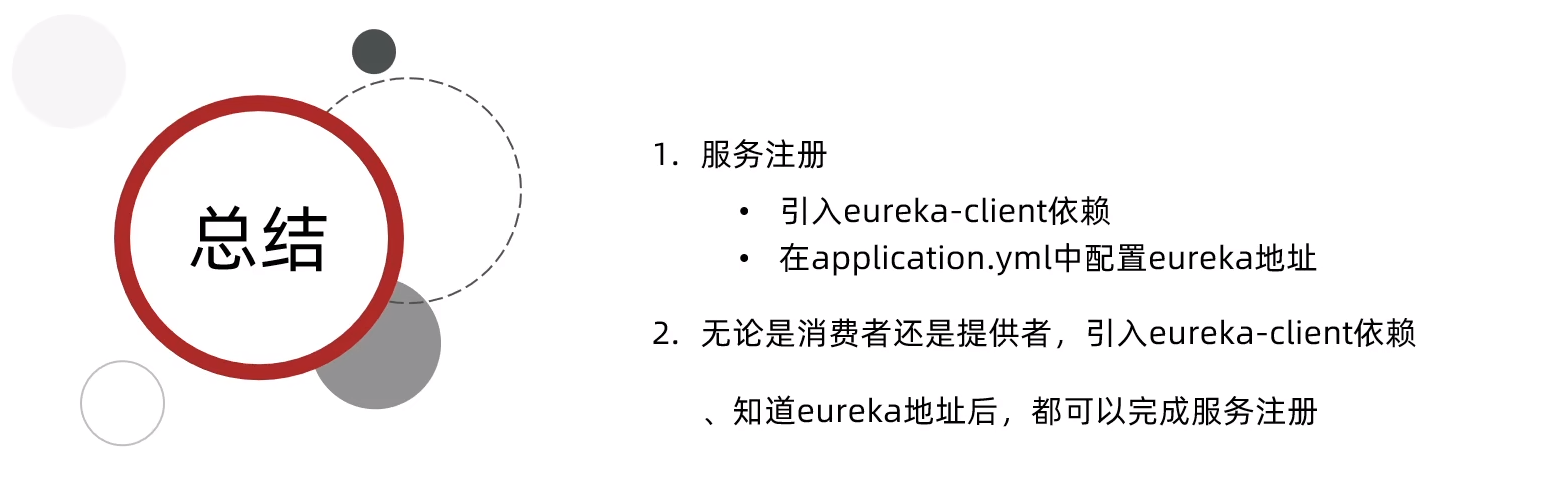 总结
1. 服务注册
• 引入eureka-client依赖
• 在application.yml中配置eureka地址
2. 无论是消费者还是提供者，引入eureka-client依赖
、知道eureka地址后，都可以完成服务注册